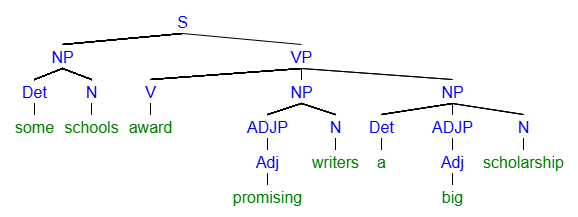 S
NP VP
Det N V NP NP
some schools award ADJP N Det ADJP N
Adj writers a Adj scholarship
promising big